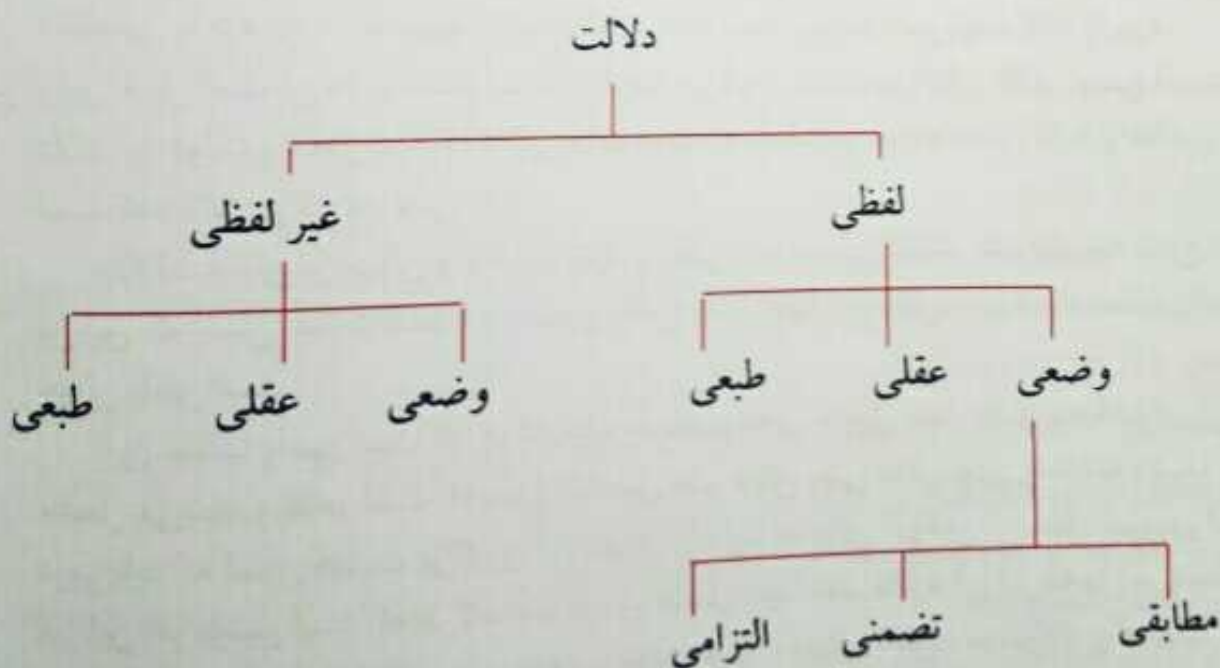 دلالت
لفظی غیر لفظی
وضعی عقلی طبعی وضعی عقلی طبعی
مطابقی تضمنی التزامی